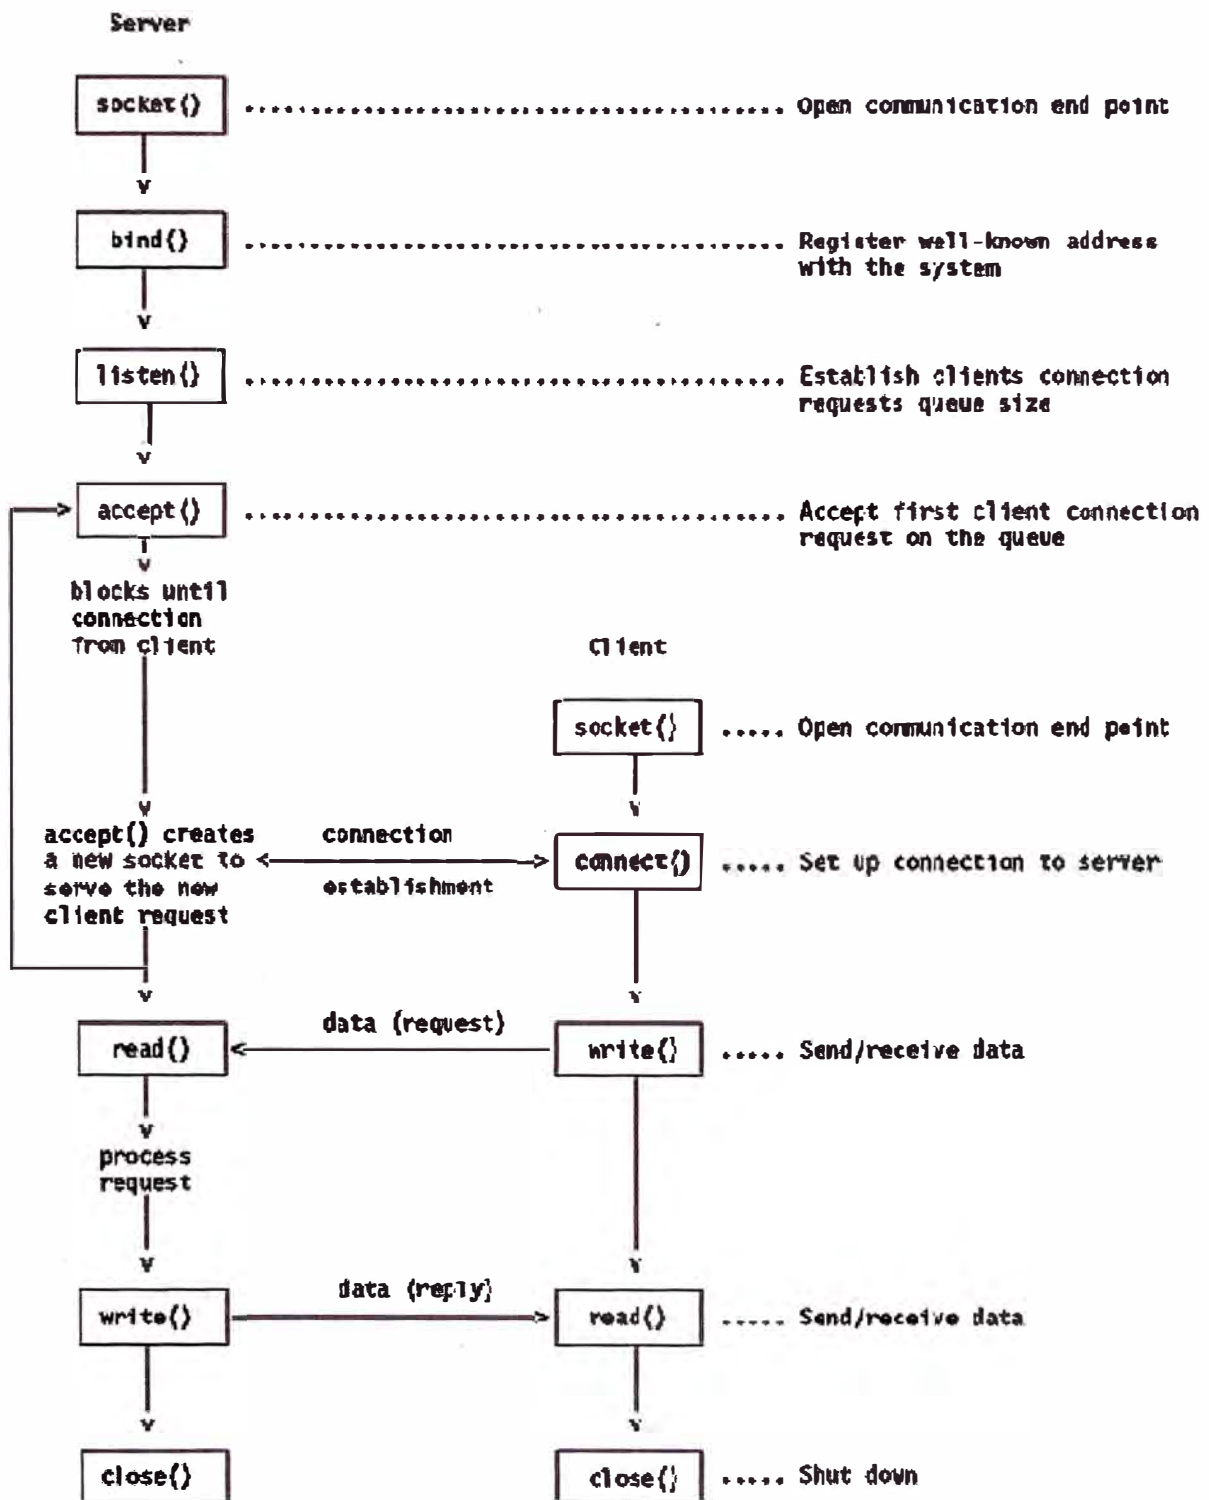 Server
socket() ........................................ Open communication end point
bind() ........................................ Register well-known address
with the system
listen() ........................................ Establish clients connection
requests queue size
accept() ........................................ Accept first client connection
request on the queue
blocks until
connection
from client
Client
socket() ..... Open communication end point
accept() creates
a new socket to
serve the new
client request
connection
establishment
connect() ..... Set up connection to server
read()
data (request)
write() ..... Send/receive data
process
request
write()
data (reply)
read() ..... Send/receive data
close()
close() ..... Shut down